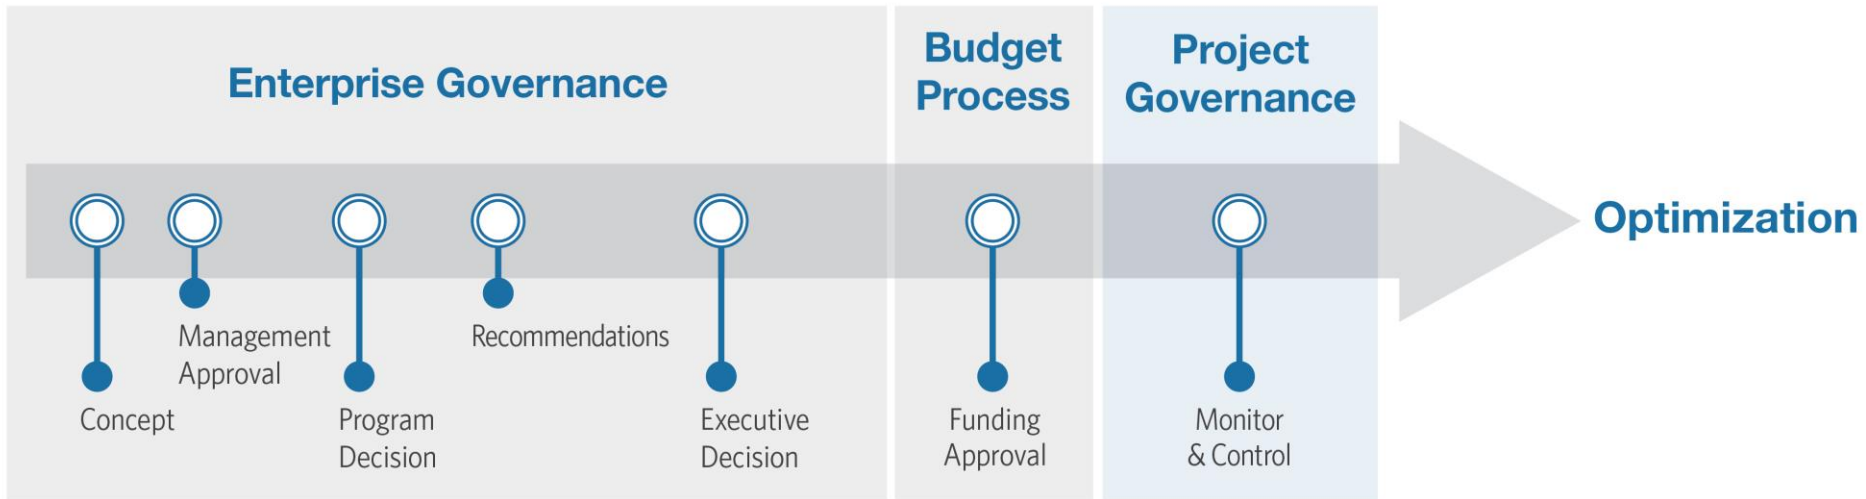 Enterprise Governance
Budget
Process
Project
Governance
Optimization
Concept
Management
Approval
Program
Decision
Recommendations
Executive
Decision
Funding
Approval
Monitor
& Control